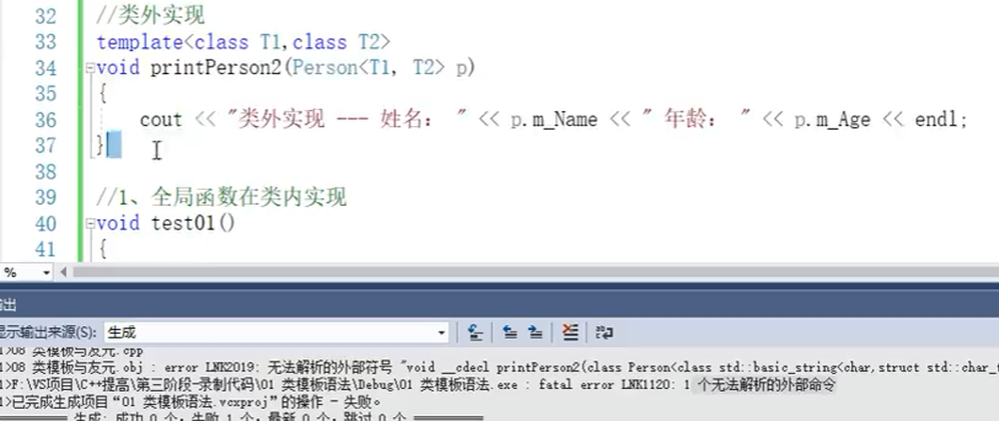 32 //类外实现
33 template<class T1,class T2>
34 void printPerson2(Person<T1, T2> p)
35 {
36 cout << "类外实现 --- 姓名: " << p.m_Name << " 年龄: " << p.m_Age << endl;
37 }
38
39 //1、全局函数在类内实现
40 void test01()
41 {
%
出
显示输出来源(S): 生成
1>08 类模板与友元.cpp
1>08 类模板与友元.obj : error LNK2019: 无法解析的外部符号 "void __cdecl printPerson2(class Person<class std::basic_string<char,struct std::char_t
1>F:\VS项目\C++提高\第三阶段-录制代码\01 类模板语法\Debug\01 类模板语法.exe : fatal error LNK1120: 1 个无法解析的外部命令
1>已完成生成项目“01 类模板语法.vcxproj”的操作 - 失败。
========== 生成: 成功 0 个，失败 1 个，最新 0 个，跳过 0 个 ==========